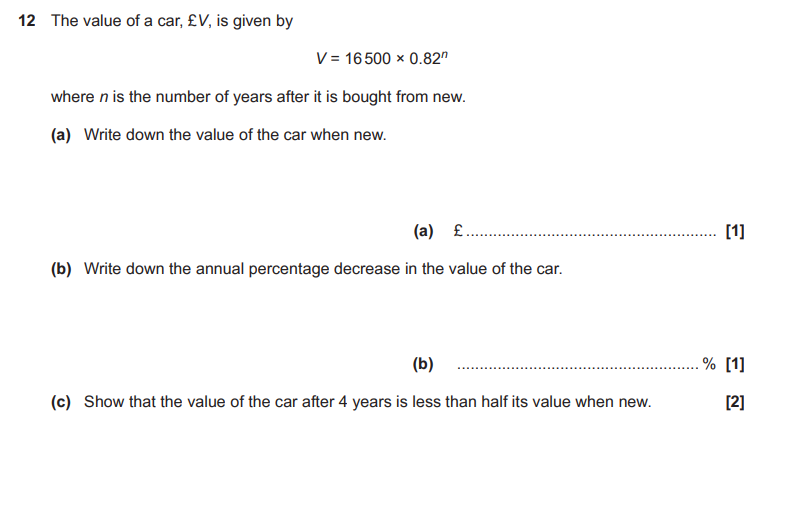 12 The value of a car, £V, is given by
V = 16 500 × 0.82ⁿ
where n is the number of years after it is bought from new.
(a) Write down the value of the car when new.
(a) £ ........................................................ [1]
(b) Write down the annual percentage decrease in the value of the car.
(b) ...................................................... % [1]
(c) Show that the value of the car after 4 years is less than half its value when new. [2]